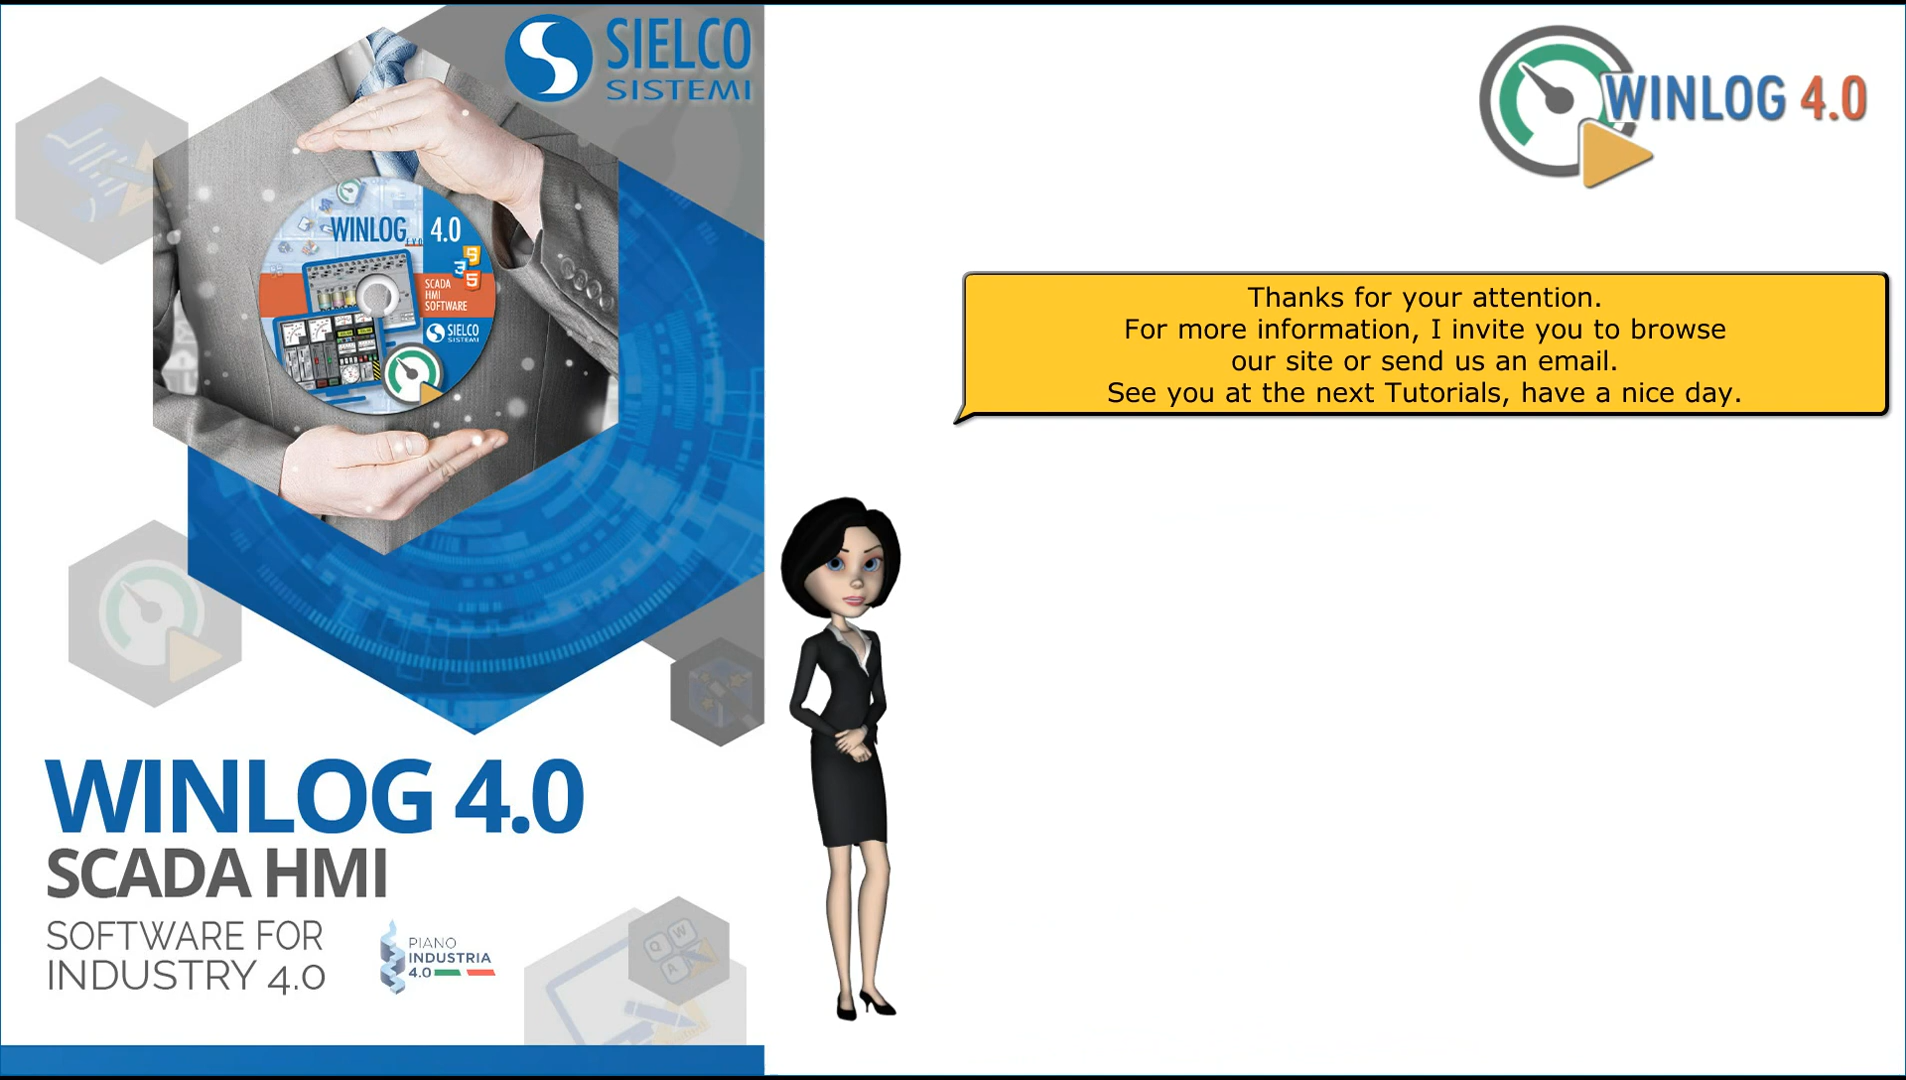 SIELCO
SISTEMI
WINLOG 4.0
WINLOG 4.0
EVO
SCADA
HMI
SOFTWARE
SIELCO
SISTEMI
Thanks for your attention.
For more information, I invite you to browse
our site or send us an email.
See you at the next Tutorials, have a nice day.
WINLOG 4.0
SCADA HMI
SOFTWARE FOR
INDUSTRY 4.0
PIANO
INDUSTRIA
4.0
Q W
A